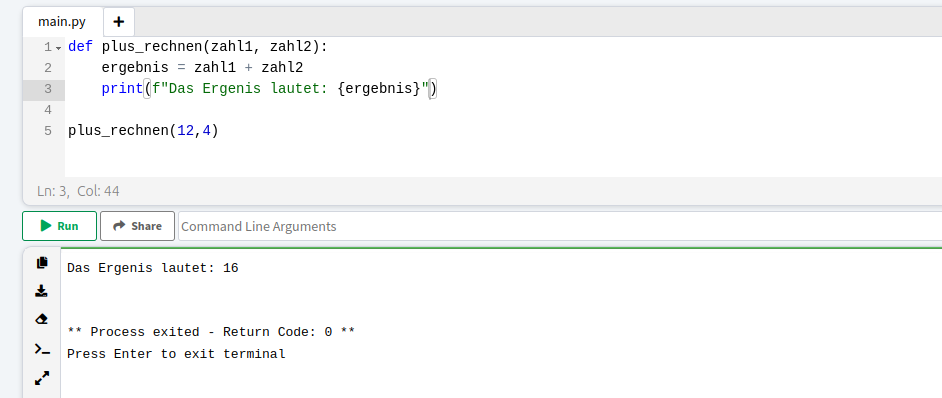 main.py +
1 def plus_rechnen(zahl1, zahl2):
2     ergebnis = zahl1 + zahl2
3     print(f"Das Ergenis lautet: {ergebnis}")
4
5 plus_rechnen(12,4)
Ln: 3, Col: 44
Run Share Command Line Arguments
Das Ergenis lautet: 16
** Process exited - Return Code: 0 **
Press Enter to exit terminal